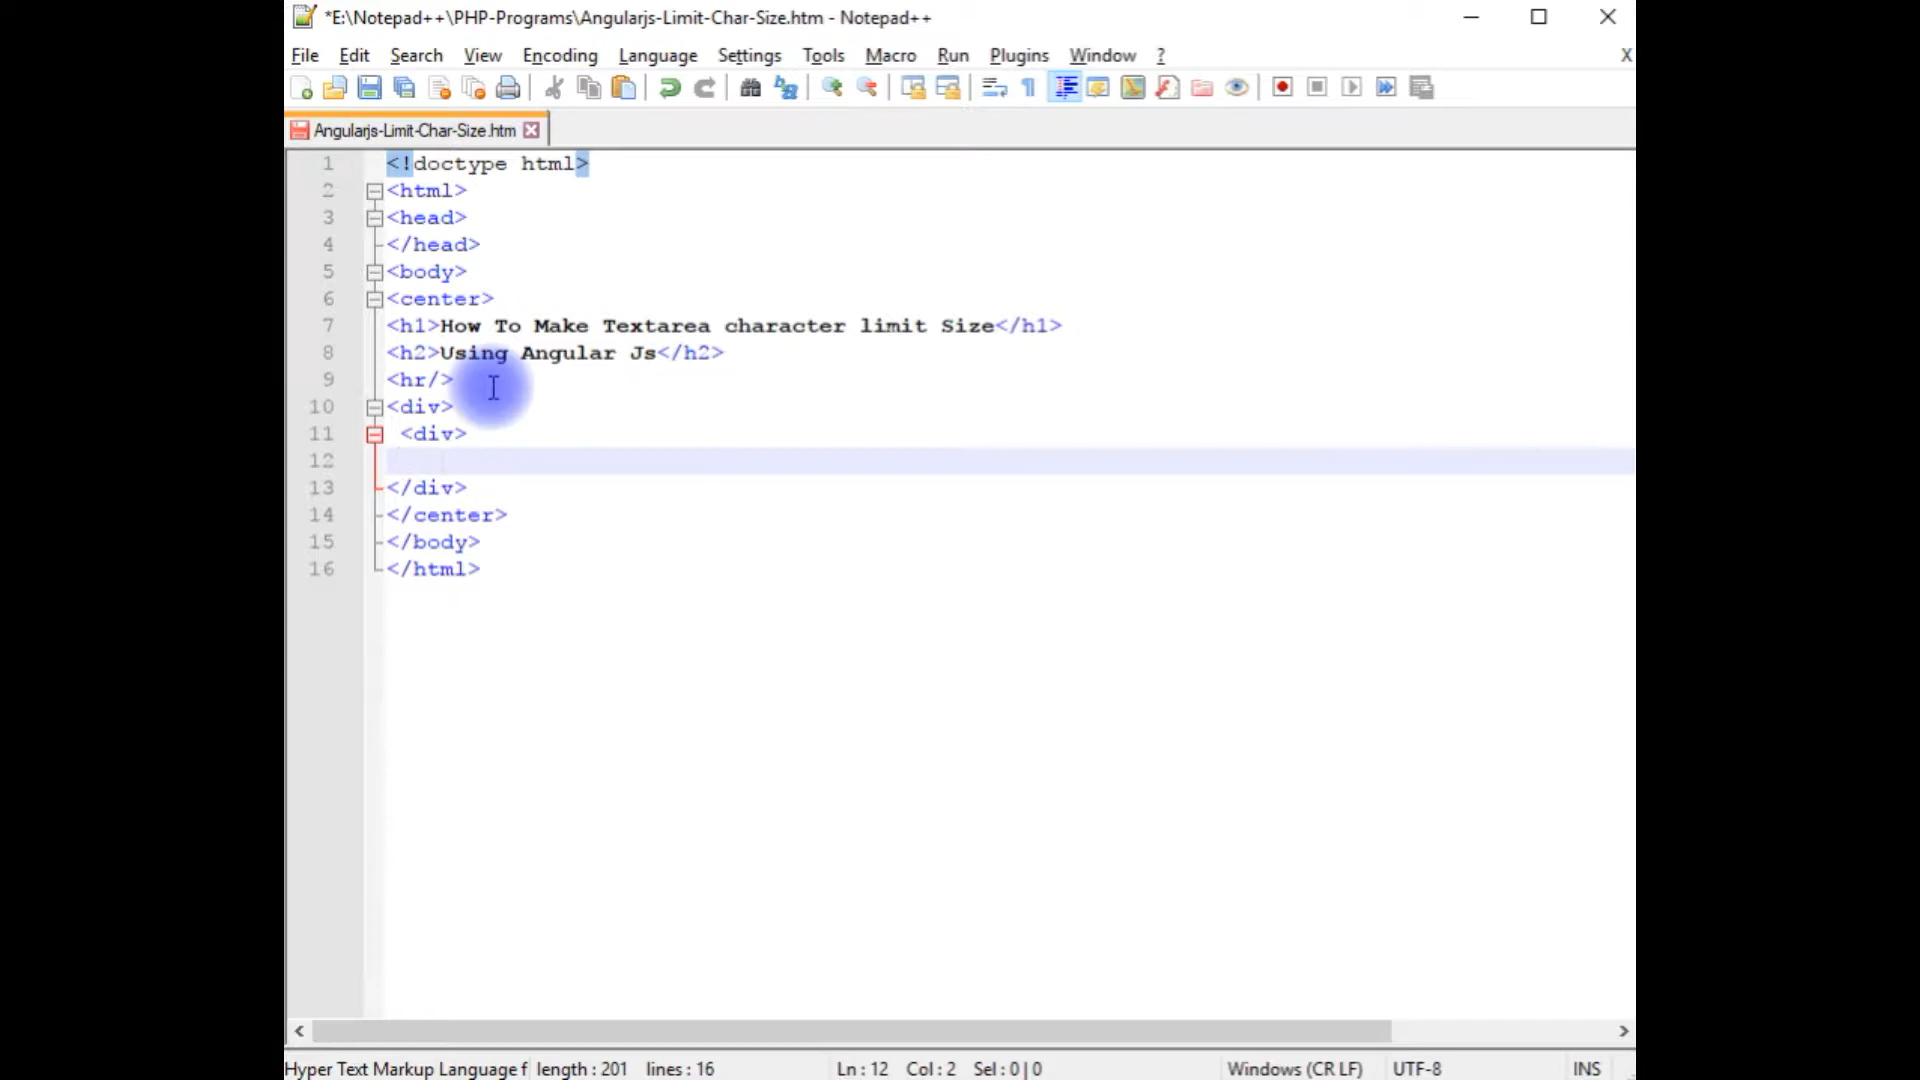 *E:\Notepad++\PHP-Programs\Angularjs-Limit-Char-Size.htm - Notepad++
File Edit Search View Encoding Language Settings Tools Macro Run Plugins Window ? X
Angularjs-Limit-Char-Size.htm
1 <!doctype html>
2 <html>
3 <head>
4 </head>
5 <body>
6 <center>
7 <h1>How To Make Textarea character limit Size</h1>
8 <h2>Using Angular Js</h2>
9 <hr/>
10 <div>
11 <div>
12
13 </div>
14 </center>
15 </body>
16 </html>
Hyper Text Markup Language f length : 201 lines : 16 Ln : 12 Col : 2 Sel : 0 | 0 Windows (CR LF) UTF-8 INS